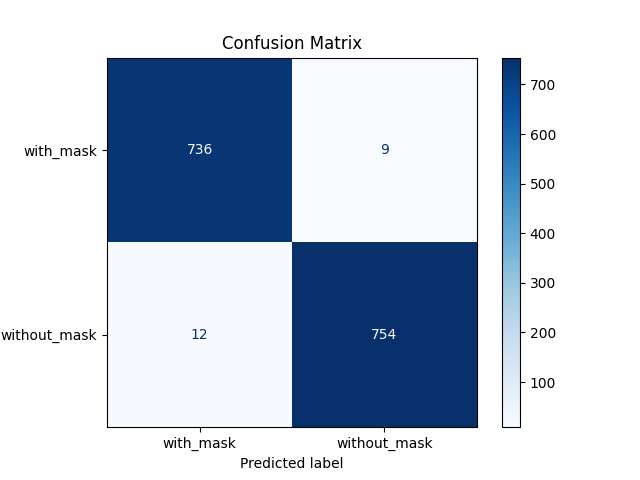 Confusion Matrix
with_mask
736
9
without_mask
12
754
with_mask
without_mask
Predicted label
700
600
500
400
300
200
100